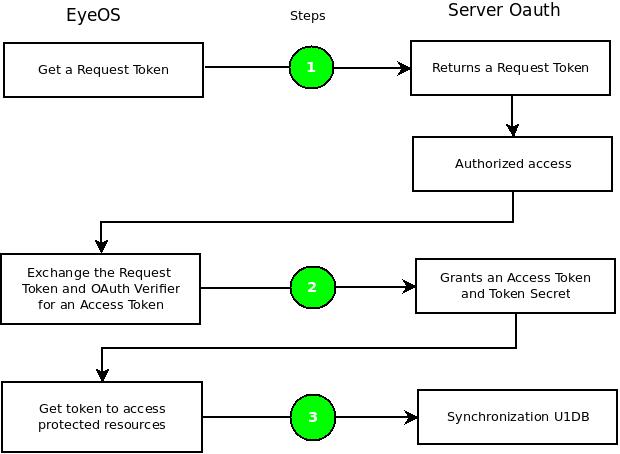 EyeOS
Steps
Server Oauth
Get a Request Token
1
Returns a Request Token
Authorized access
Exchange the Request
Token and OAuth Verifier
for an Access Token
2
Grants an Access Token
and Token Secret
Get token to access
protected resources
3
Synchronization U1DB